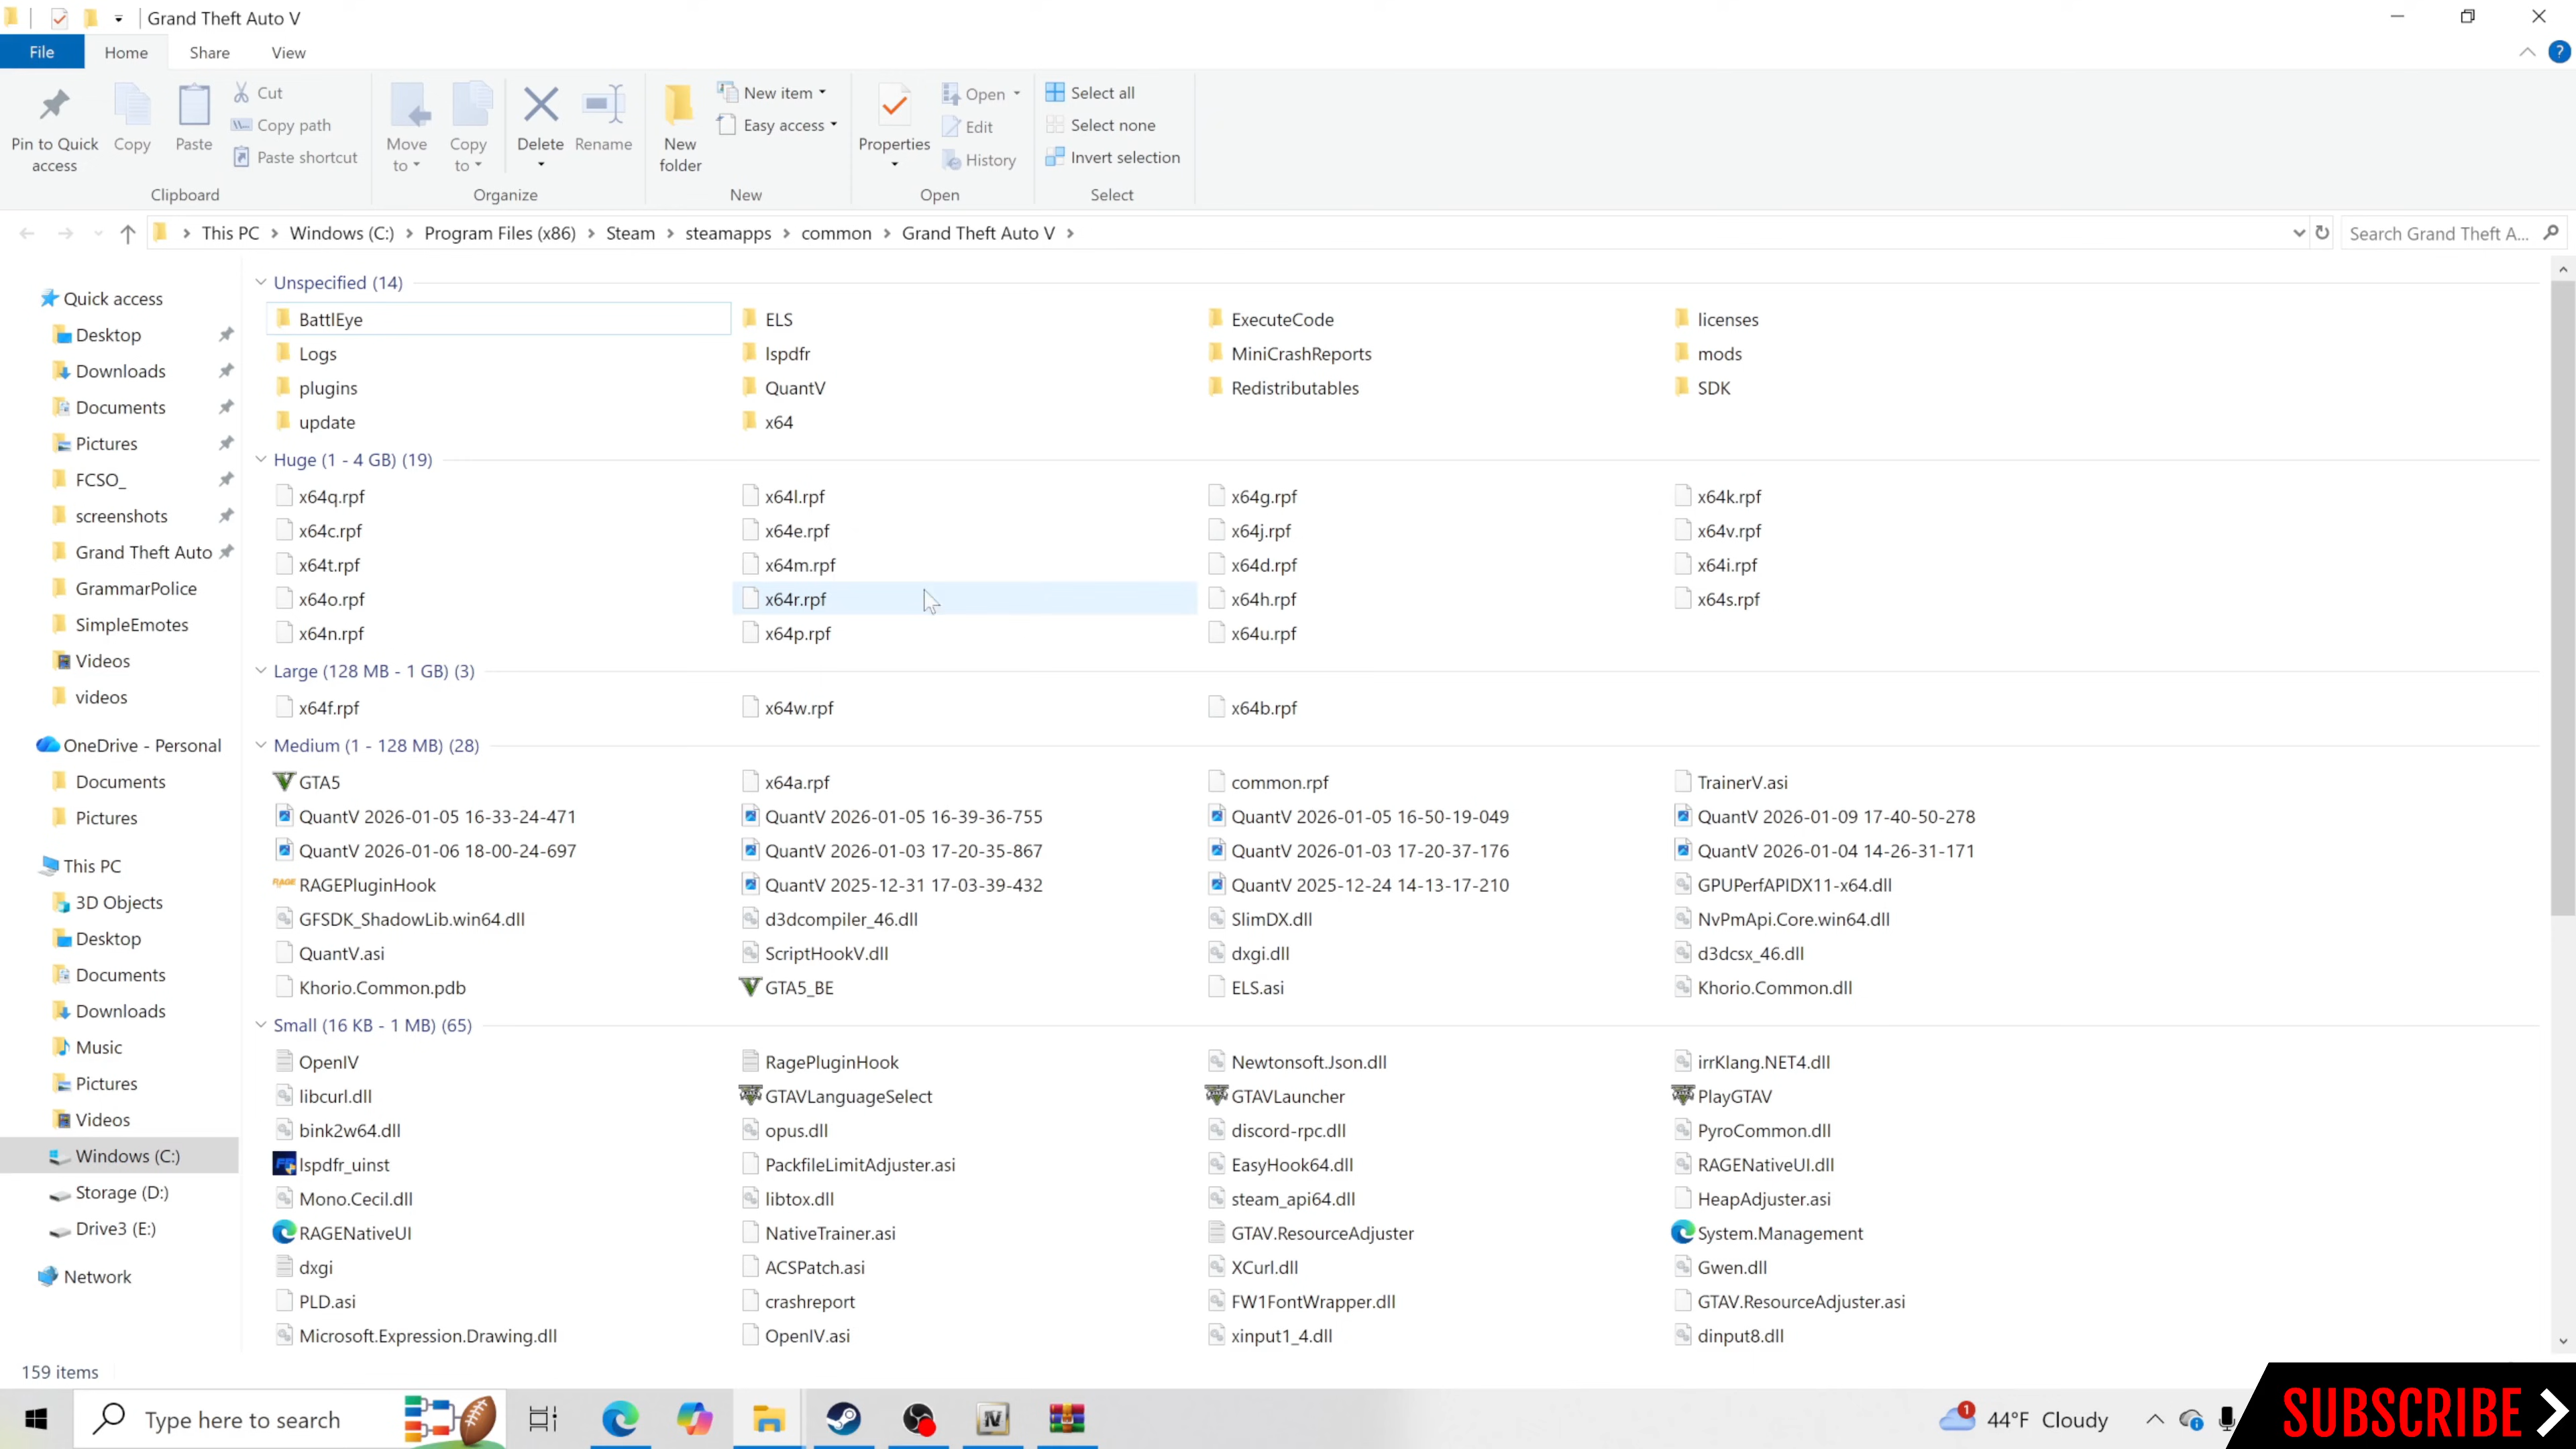 Grand Theft Auto V
File Home Share View
Pin to Quick access
Copy
Paste
Cut
Copy path
Paste shortcut
Clipboard
Move to
Copy to
Delete
Rename
Organize
New folder
New item
Easy access
New
Properties
Open
Edit
History
Open
Select all
Select none
Invert selection
Select
This PC > Windows (C:) > Program Files (x86) > Steam > steamapps > common > Grand Theft Auto V >
Search Grand Theft A...
Quick access
Desktop
Downloads
Documents
Pictures
FCSO_
screenshots
Grand Theft Auto
GrammarPolice
SimpleEmotes
Videos
videos
OneDrive - Personal
Documents
Pictures
This PC
3D Objects
Desktop
Documents
Downloads
Music
Pictures
Videos
Windows (C:)
Storage (D:)
Drive3 (E:)
Network
Unspecified (14)
BattlEye ELS ExecuteCode licenses
Logs lspdfr MiniCrashReports mods
plugins QuantV Redistributables SDK
update x64
Huge (1 - 4 GB) (19)
x64q.rpf x64l.rpf x64g.rpf x64k.rpf
x64c.rpf x64e.rpf x64j.rpf x64v.rpf
x64t.rpf x64m.rpf x64d.rpf x64i.rpf
x64o.rpf x64r.rpf x64h.rpf x64s.rpf
x64n.rpf x64p.rpf x64u.rpf
Large (128 MB - 1 GB) (3)
x64f.rpf x64w.rpf x64b.rpf
Medium (1 - 128 MB) (28)
GTA5 x64a.rpf common.rpf TrainerV.asi
QuantV 2026-01-05 16-33-24-471 QuantV 2026-01-05 16-39-36-755 QuantV 2026-01-05 16-50-19-049 QuantV 2026-01-09 17-40-50-278
QuantV 2026-01-06 18-00-24-697 QuantV 2026-01-03 17-20-35-867 QuantV 2026-01-03 17-20-37-176 QuantV 2026-01-04 14-26-31-171
RAGE RAGEPluginHook QuantV 2025-12-31 17-03-39-432 QuantV 2025-12-24 14-13-17-210 GPUPerfAPIDX11-x64.dll
GFSDK_ShadowLib.win64.dll d3dcompiler_46.dll SlimDX.dll NvPmApi.Core.win64.dll
QuantV.asi ScriptHookV.dll dxgi.dll d3dcsx_46.dll
Khorio.Common.pdb GTA5_BE ELS.asi Khorio.Common.dll
Small (16 KB - 1 MB) (65)
OpenIV RagePluginHook Newtonsoft.Json.dll irrKlang.NET4.dll
libcurl.dll GTAVLanguageSelect GTAVLauncher PlayGTAV
bink2w64.dll opus.dll discord-rpc.dll PyroCommon.dll
lspdfr_uinst PackfileLimitAdjuster.asi EasyHook64.dll RAGENativeUI.dll
Mono.Cecil.dll libtox.dll steam_api64.dll HeapAdjuster.asi
RAGENativeUI NativeTrainer.asi GTAV.ResourceAdjuster System.Management
dxgi ACSPatch.asi XCurl.dll Gwen.dll
PLD.asi crashreport FW1FontWrapper.dll GTAV.ResourceAdjuster.asi
Microsoft.Expression.Drawing.dll OpenIV.asi xinput1_4.dll dinput8.dll
159 items
Type here to search
IV
1
44°F Cloudy
SUBSCRIBE